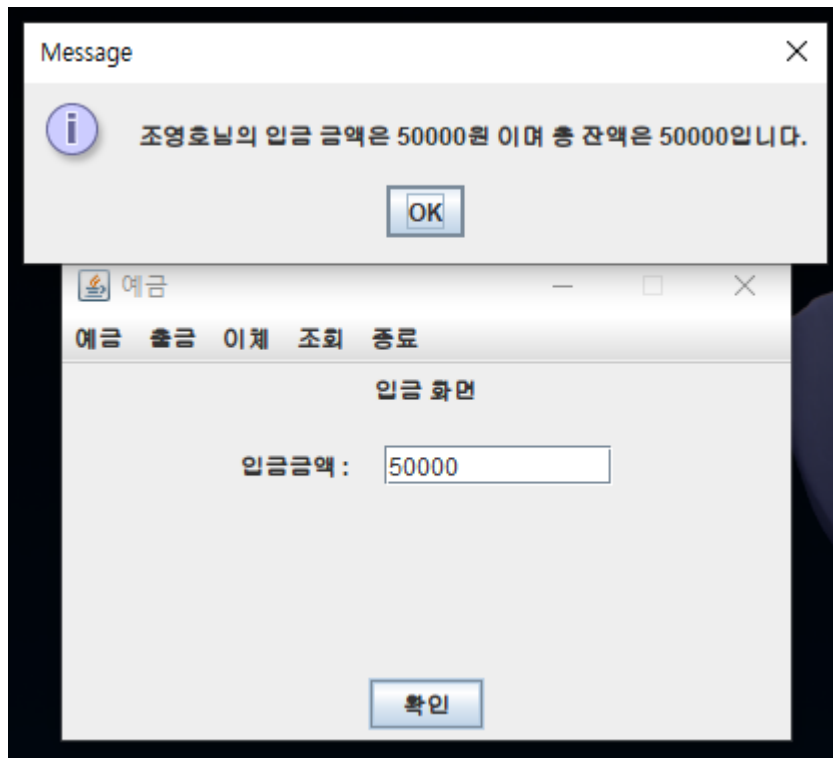 Message
조영호님의 입금 금액은 50000원 이며 총 잔액은 50000입니다.
OK
예금
예금 출금 이체 조회 종료
입금 화면
입금금액 : 50000
확인